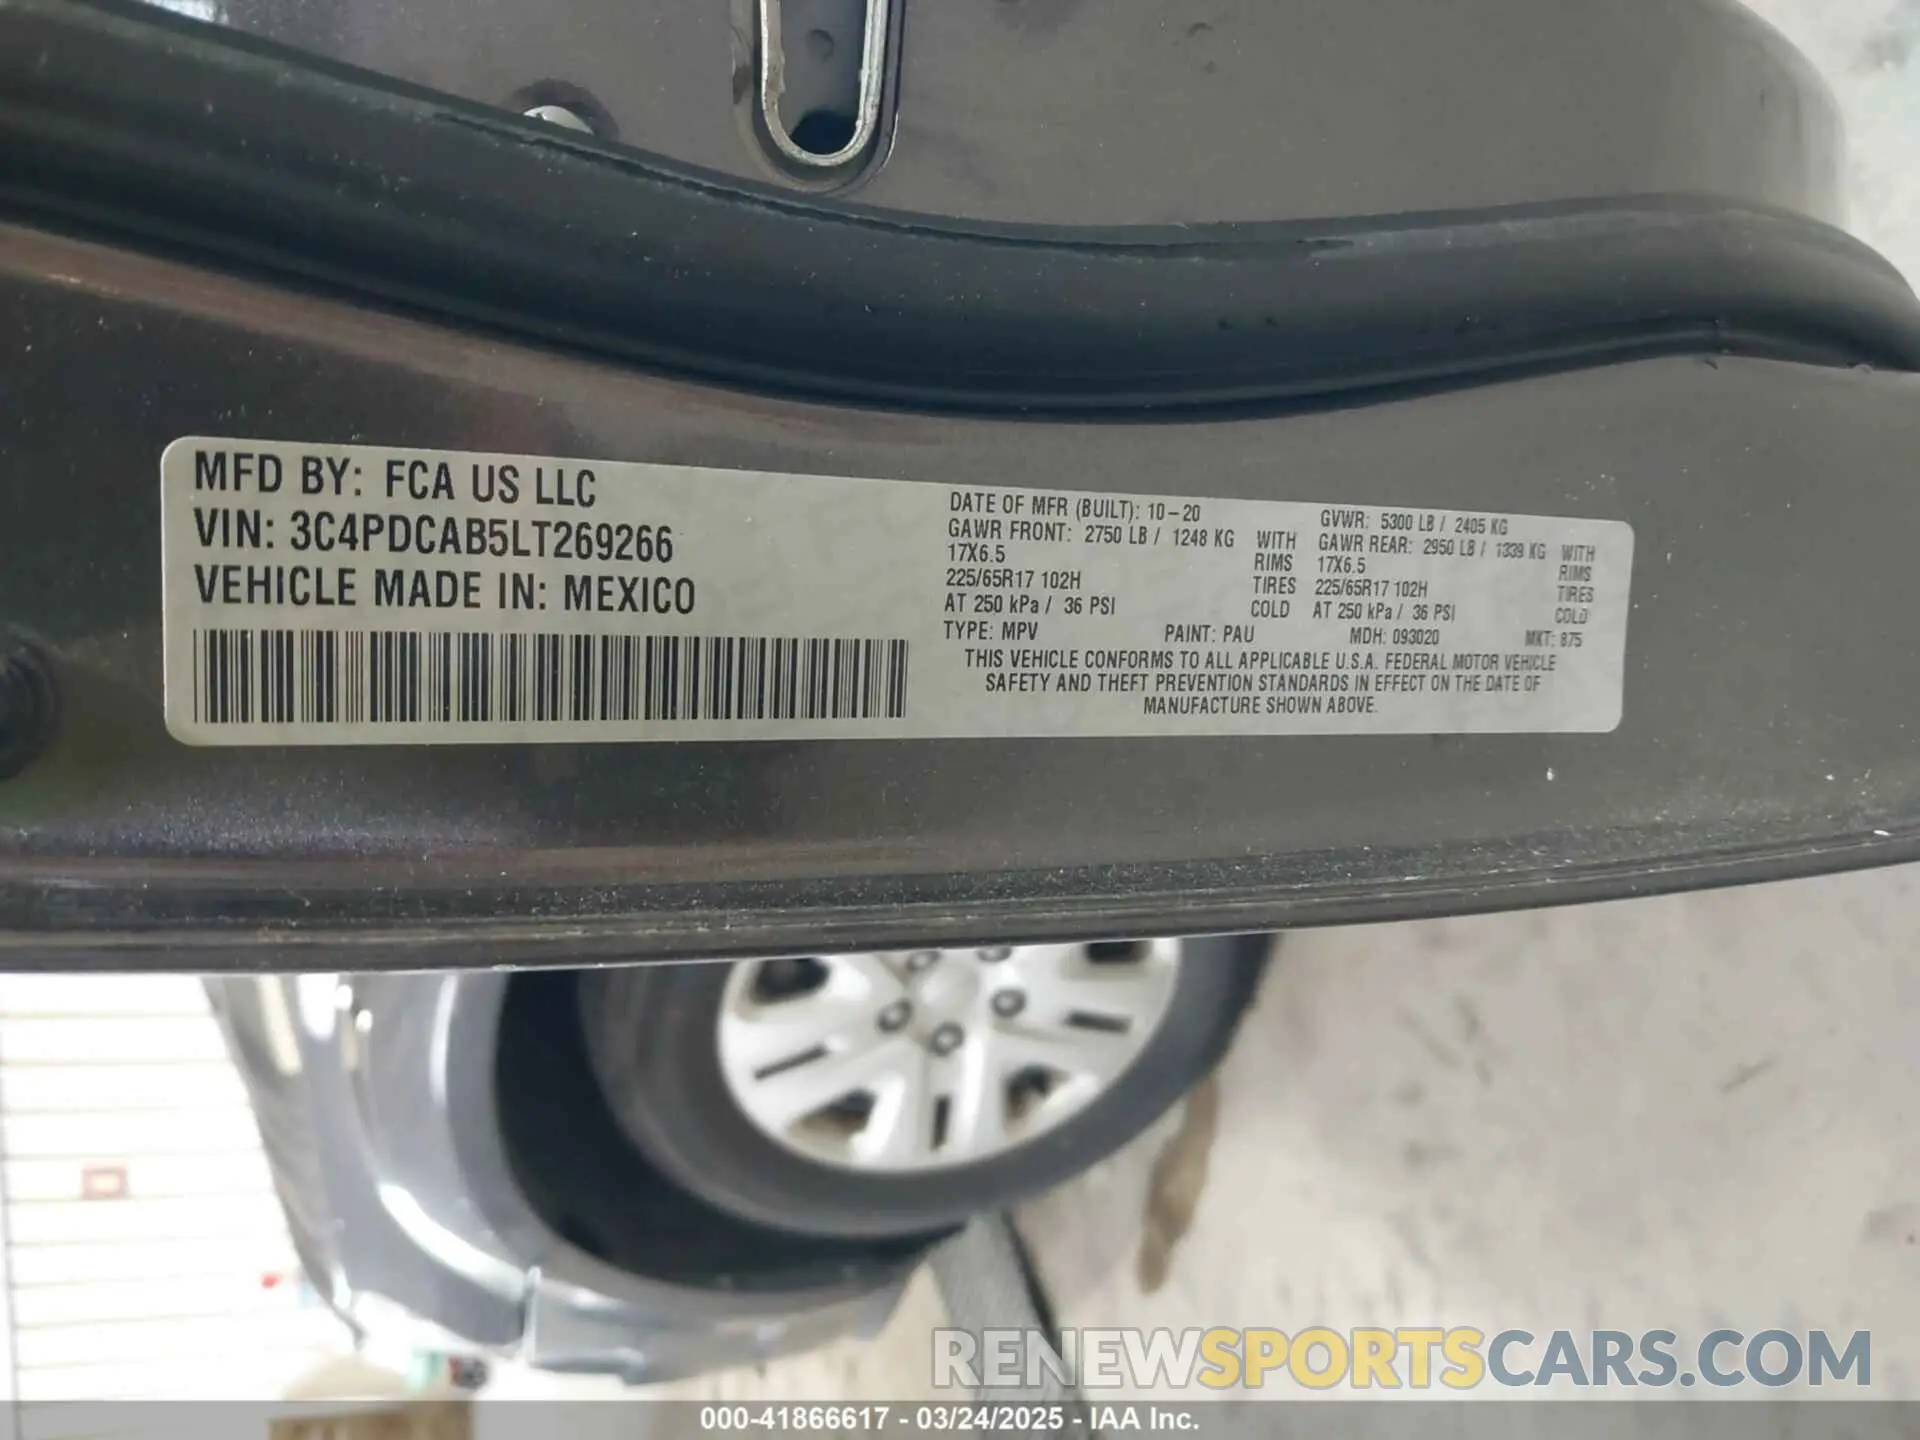 MFD BY: FCA US LLC
VIN: 3C4PDCAB5LT269266
VEHICLE MADE IN: MEXICO
DATE OF MFR (BUILT): 10-20 GVWR: 5300 LB / 2405 KG
GAWR FRONT: 2750 LB / 1248 KG WITH GAWR REAR: 2950 LB / 1339 KG WITH
17X6.5 RIMS 17X6.5 RIMS
225/65R17 102H TIRES 225/65R17 102H TIRES
AT 250 kPa / 36 PSI COLD AT 250 kPa / 36 PSI COLD
TYPE: MPV PAINT: PAU MDH: 093020 MKT: 875
THIS VEHICLE CONFORMS TO ALL APPLICABLE U.S.A. FEDERAL MOTOR VEHICLE
SAFETY AND THEFT PREVENTION STANDARDS IN EFFECT ON THE DATE OF
MANUFACTURE SHOWN ABOVE.
RENEWSPORTSCARS.COM
000-41866617 - 03/24/2025 - IAA Inc.